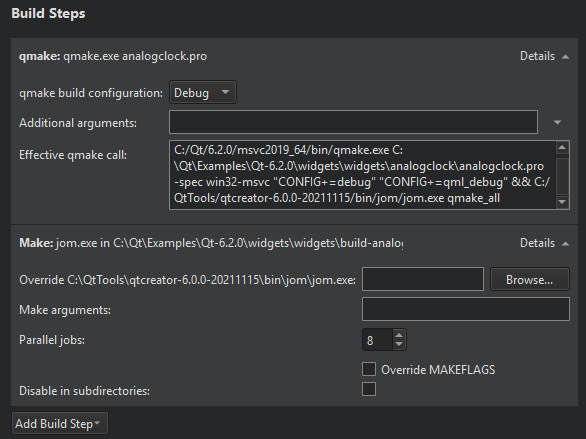 Build Steps
qmake: qmake.exe analogclock.pro Details
qmake build configuration: Debug
Additional arguments:
Effective qmake call: C:/Qt/6.2.0/msvc2019_64/bin/qmake.exe C:
\Qt\Examples\Qt-6.2.0\widgets\widgets\analogclock\analogclock.pro
-spec win32-msvc "CONFIG+=debug" "CONFIG+=qml_debug" && C:/
QtTools/qtcreator-6.0.0-20211115/bin/jom/jom.exe qmake_all
Make: jom.exe in C:\Qt\Examples\Qt-6.2.0\widgets\widgets\build-analog Details
Override C:\QtTools\qtcreator-6.0.0-20211115\bin\jom\jom.exe: Browse...
Make arguments:
Parallel jobs: 8
Override MAKEFLAGS
Disable in subdirectories:
Add Build Step